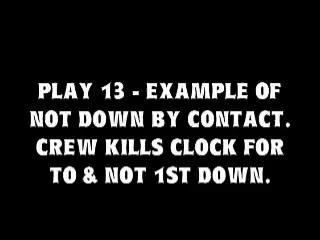 PLAY 13 - EXAMPLE OF
NOT DOWN BY CONTACT.
CREW KILLS CLOCK FOR
TO & NOT 1ST DOWN.